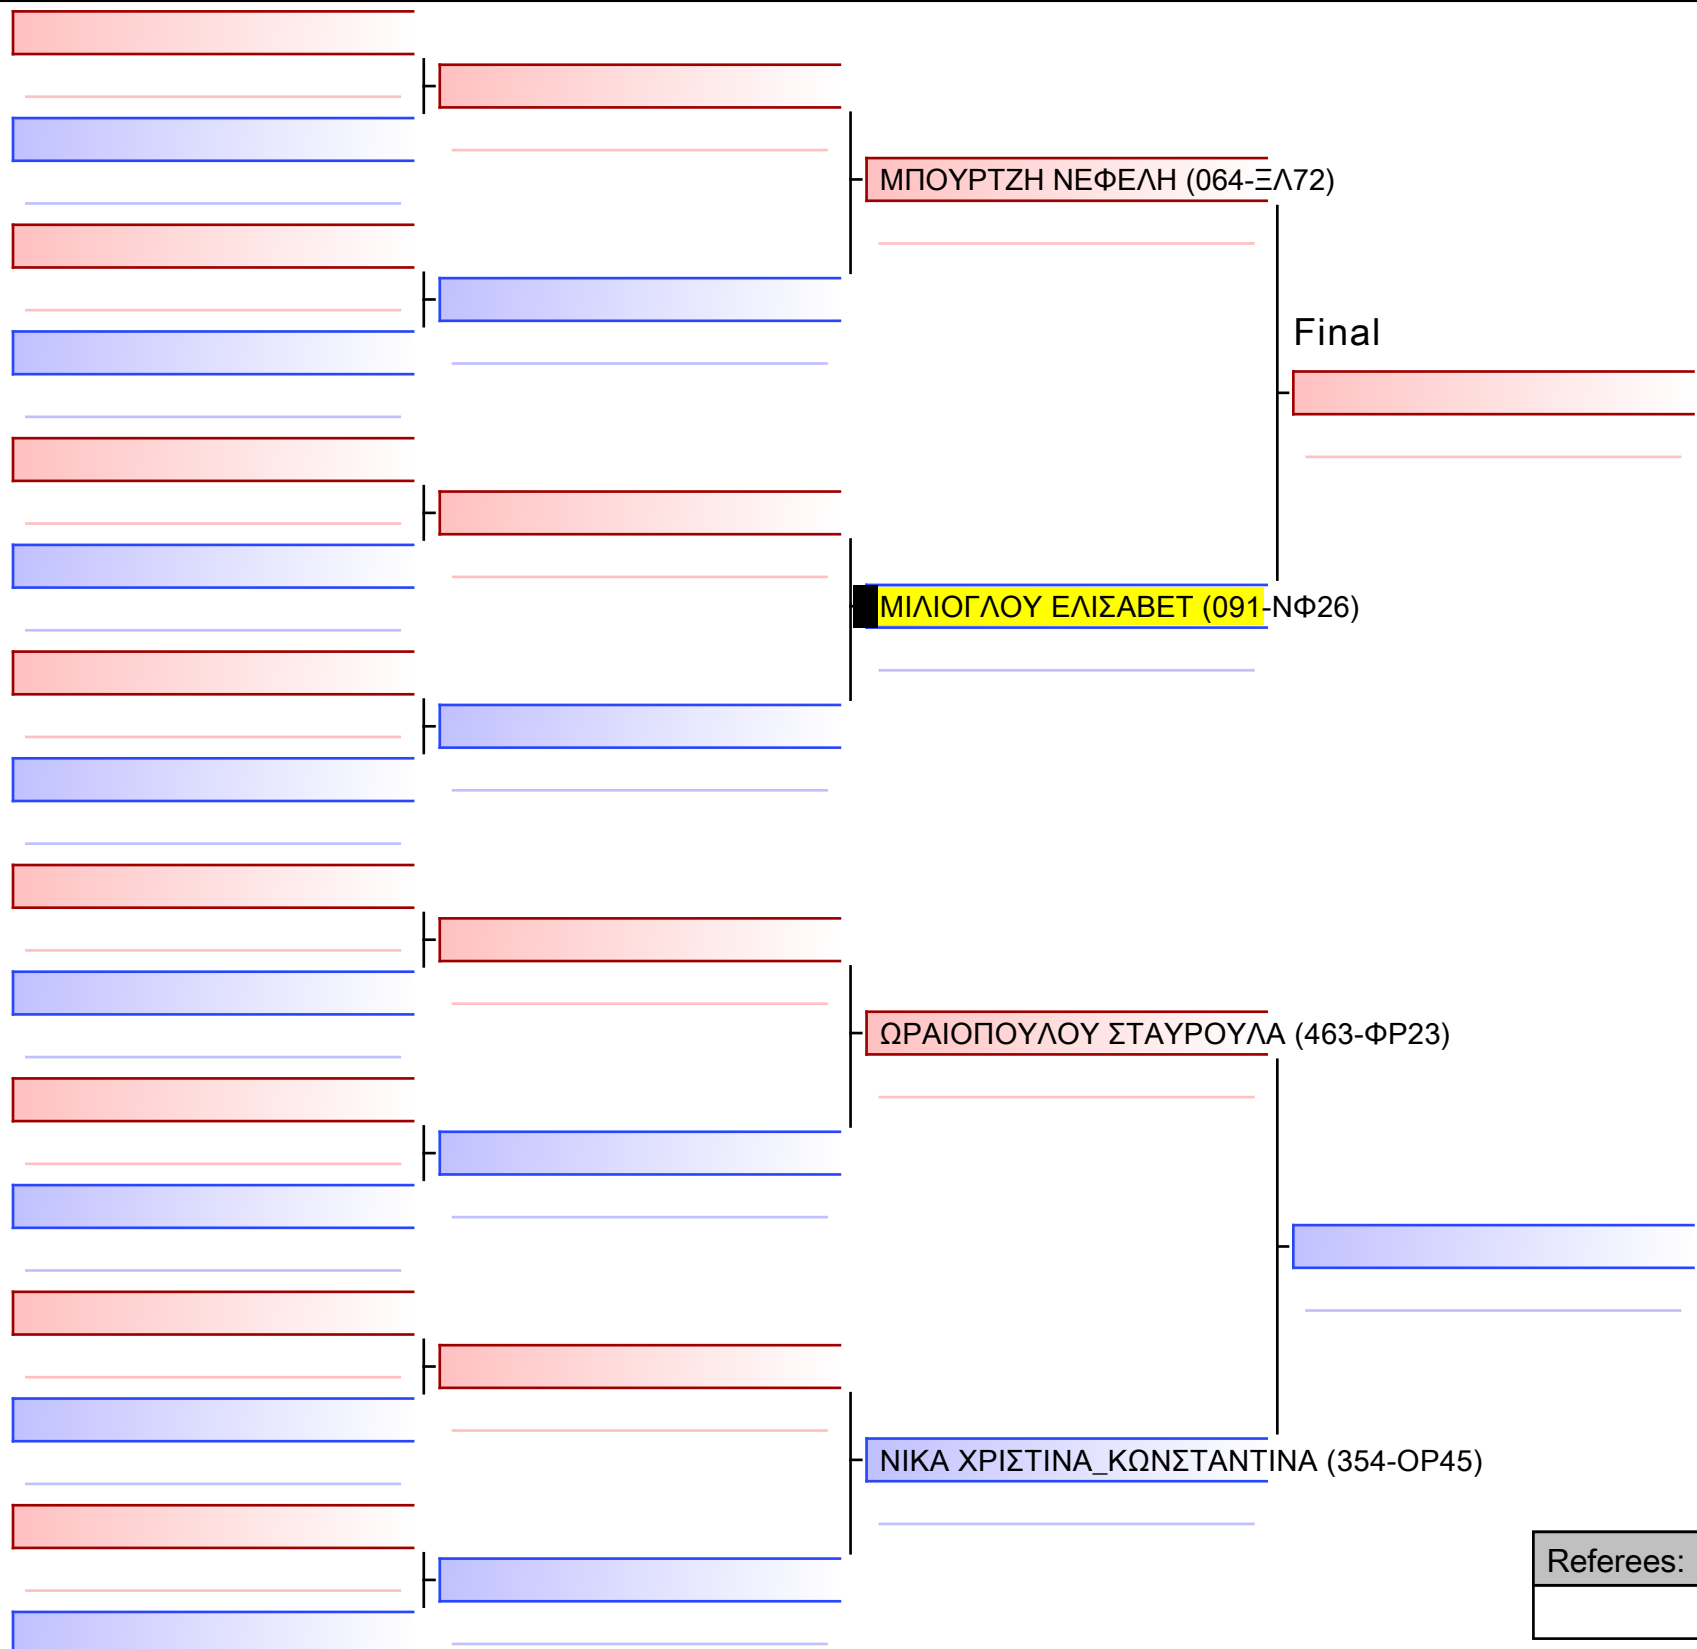 ΜΠΟΥΡΤΖΗ ΝΕΦΕΛΗ (064-ΞΛ72)
Final
ΜΙΛΙΟΓΛΟΥ ΕΛΙΣΑΒΕΤ (091-ΝΦ26)
ΩΡΑΙΟΠΟΥΛΟΥ ΣΤΑΥΡΟΥΛΑ (463-ΦΡ23)
ΝΙΚΑ ΧΡΙΣΤΙΝΑ_ΚΩΝΣΤΑΝΤΙΝΑ (354-ΟΡ45)
Referees: